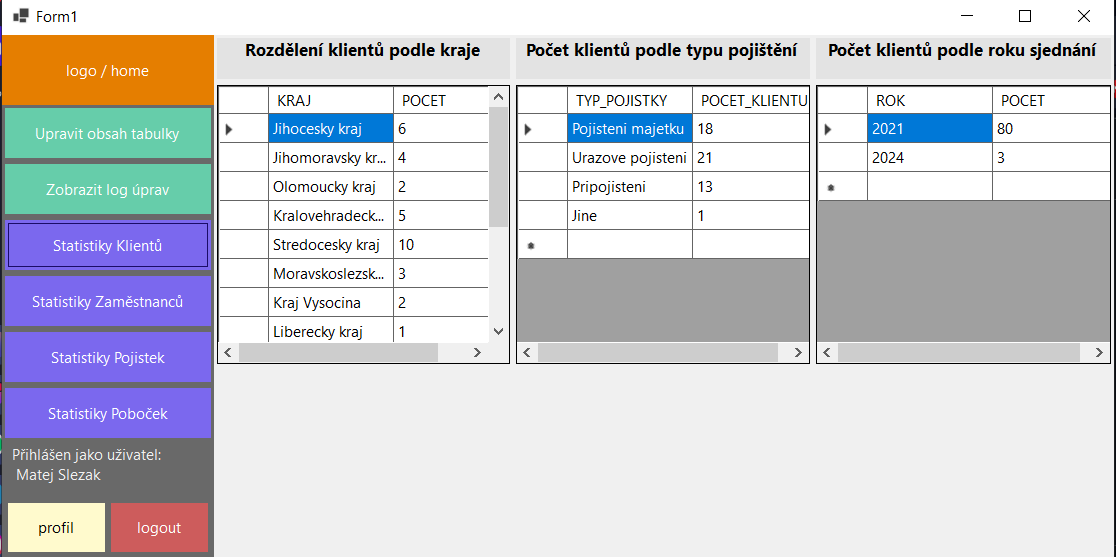 Form1
logo / home
Upravit obsah tabulky
Zobrazit log úprav
Statistiky Klientů
Statistiky Zaměstnanců
Statistiky Pojistek
Statistiky Poboček
Přihlášen jako uživatel:
Matej Slezak
profil logout
Rozdělení klientů podle kraje
KRAJ POCET
Jihocesky kraj 6
Jihomoravsky kr... 4
Olomoucky kraj 2
Kralovehradeck... 5
Stredocesky kraj 10
Moravskoslezsk... 3
Kraj Vysocina 2
Liberecky kraj 1
Počet klientů podle typu pojištění
TYP_POJISTKY POCET_KLIENTU
Pojisteni majetku 18
Urazove pojisteni 21
Pripojisteni 13
Jine 1
Počet klientů podle roku sjednání
ROK POCET
2021 80
2024 3